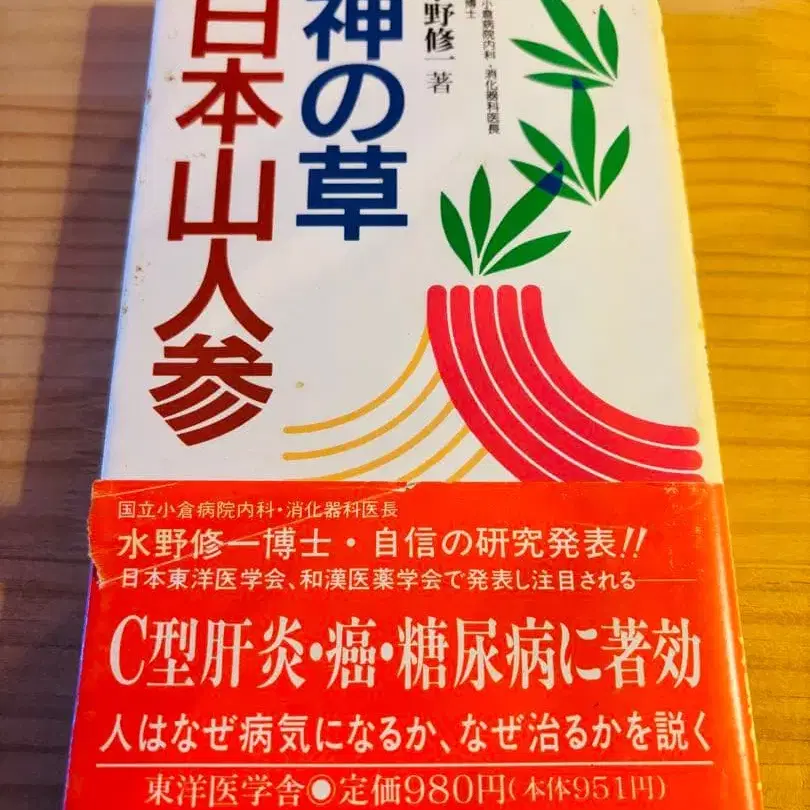 神の草
日本山人参
野修一 著
小倉病院内科・消化器科医長
博士
国立小倉病院内科・消化器科医長
水野修一博士・自信の研究発表!!
日本東洋医学会、和漢医薬学会で発表し注目される
C型肝炎・癌・糖尿病に著効
人はなぜ病気になるか、なぜ治るかを説く
東洋医学舎◎定価980円(本体951円)